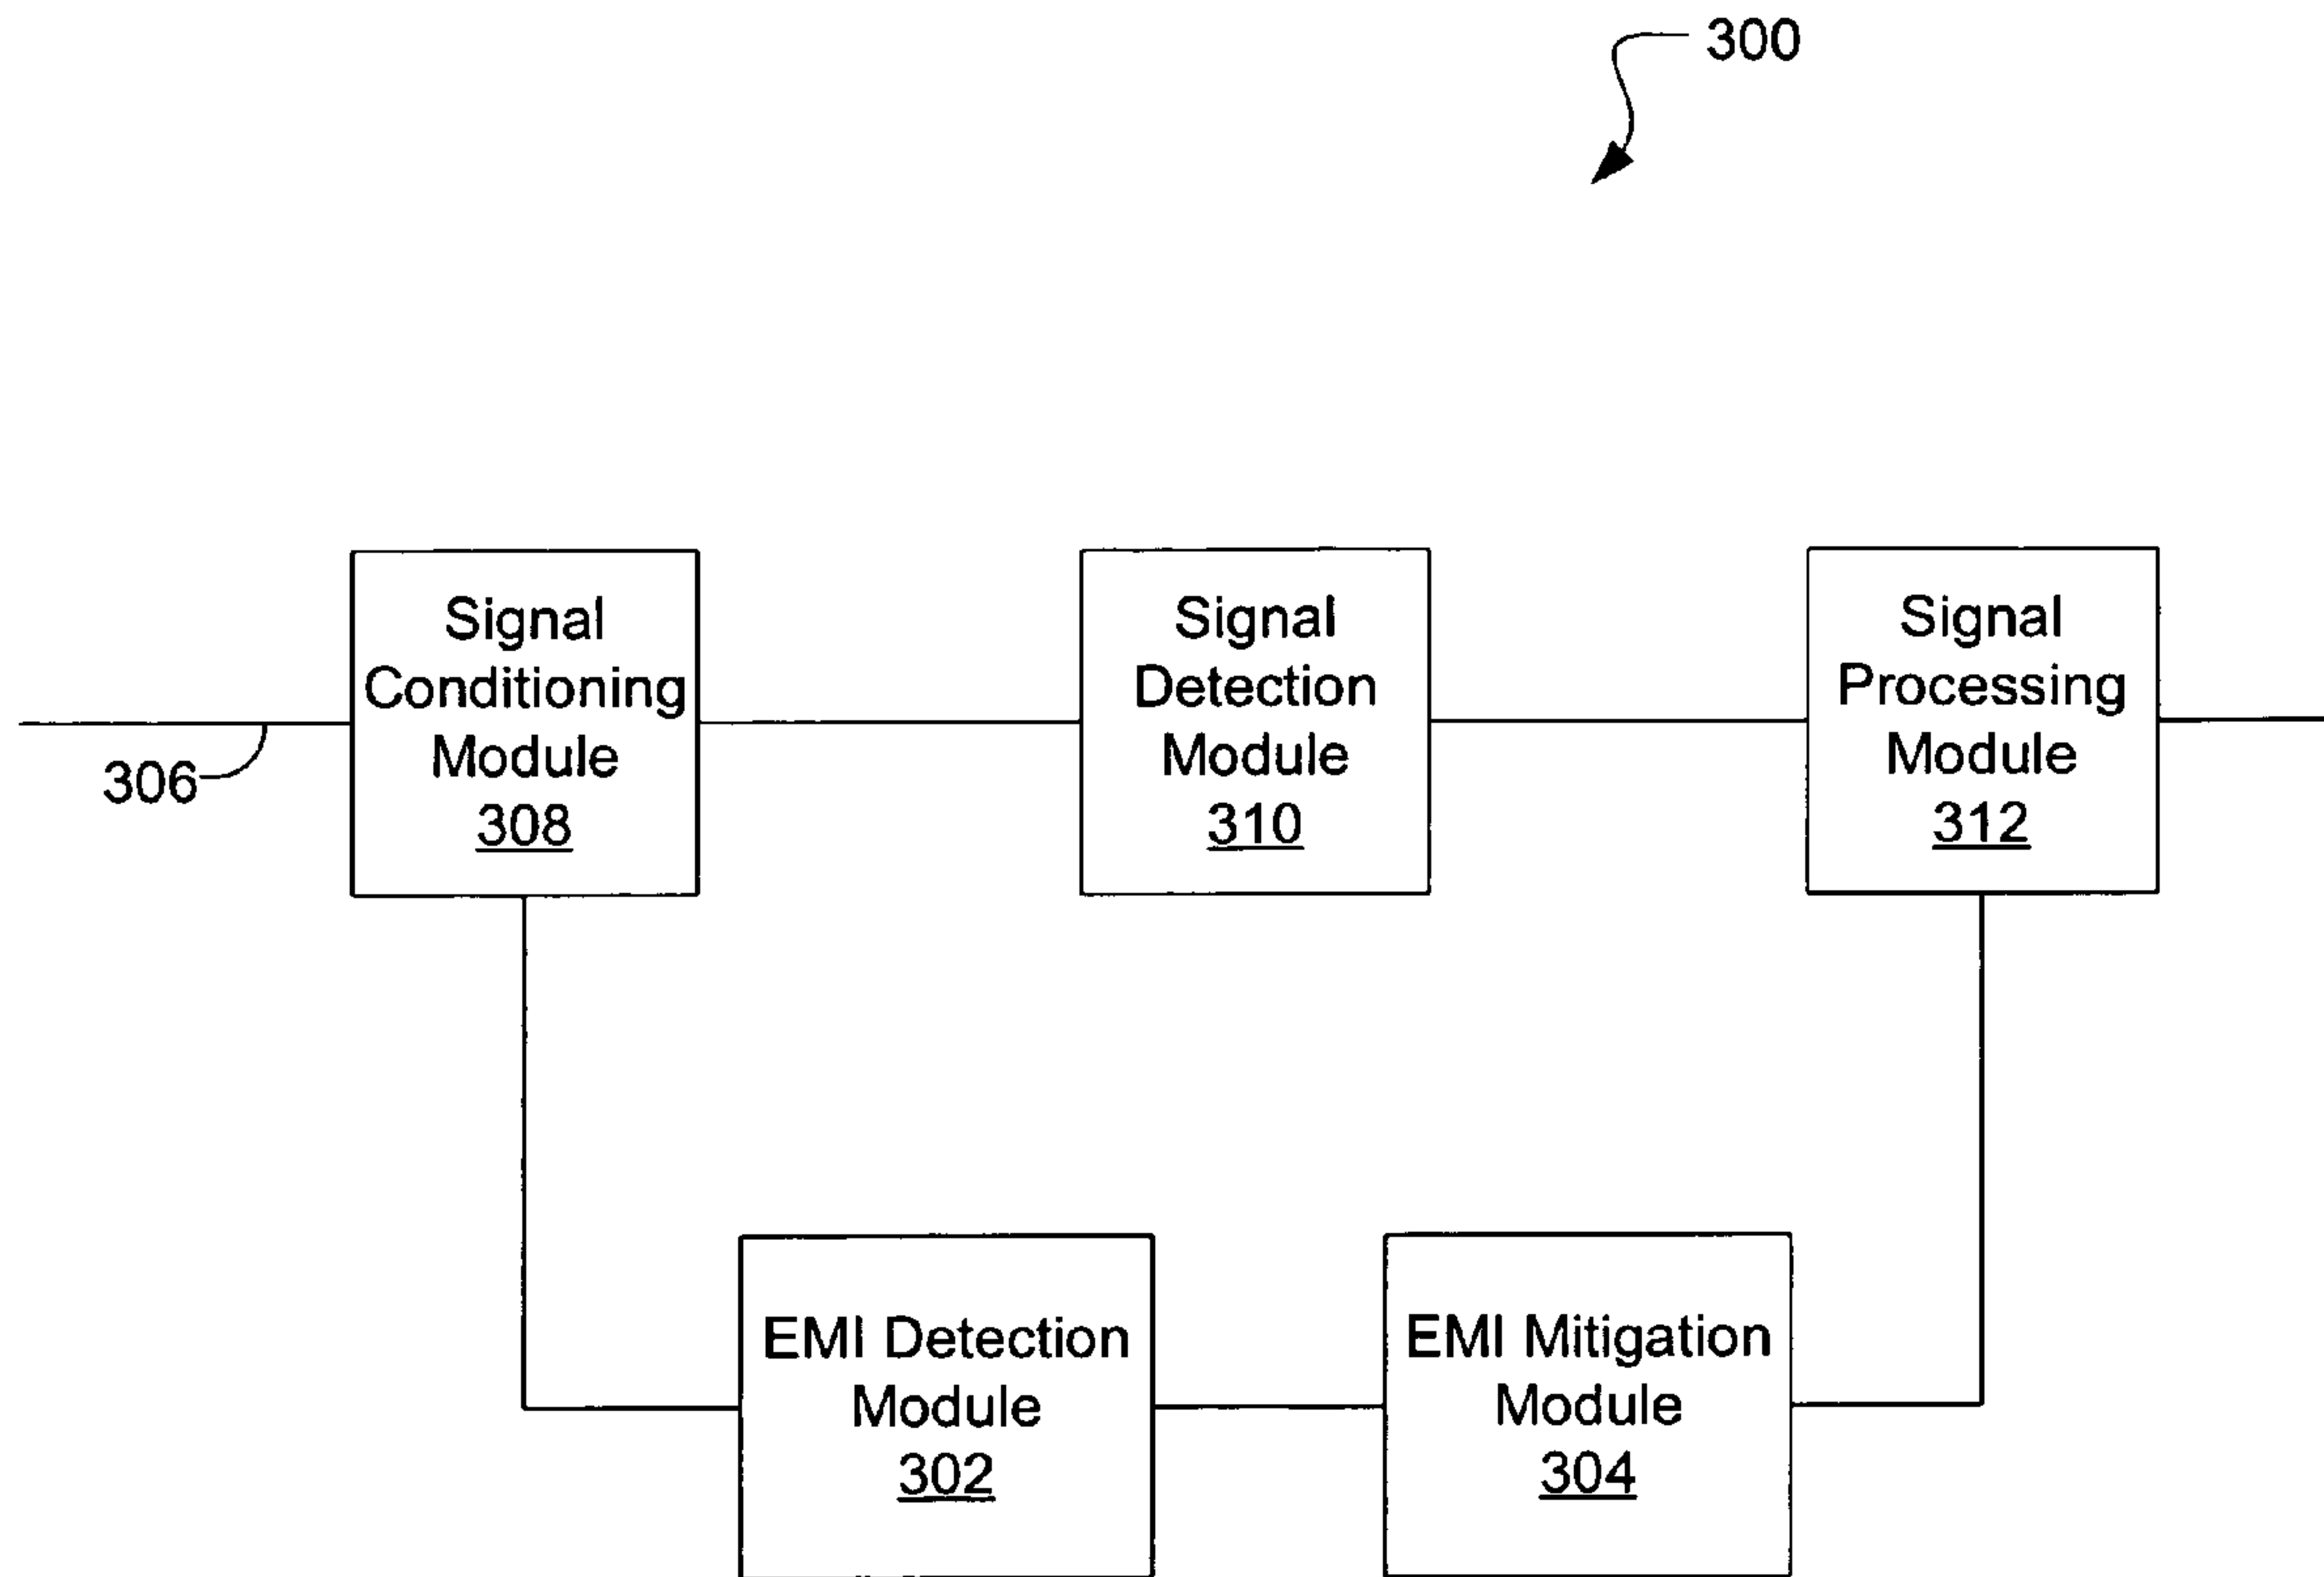 300
Signal
Conditioning
Module
308
Signal
Detection
Module
310
Signal
Processing
Module
312
306
EMI Detection
Module
302
EMI Mitigation
Module
304